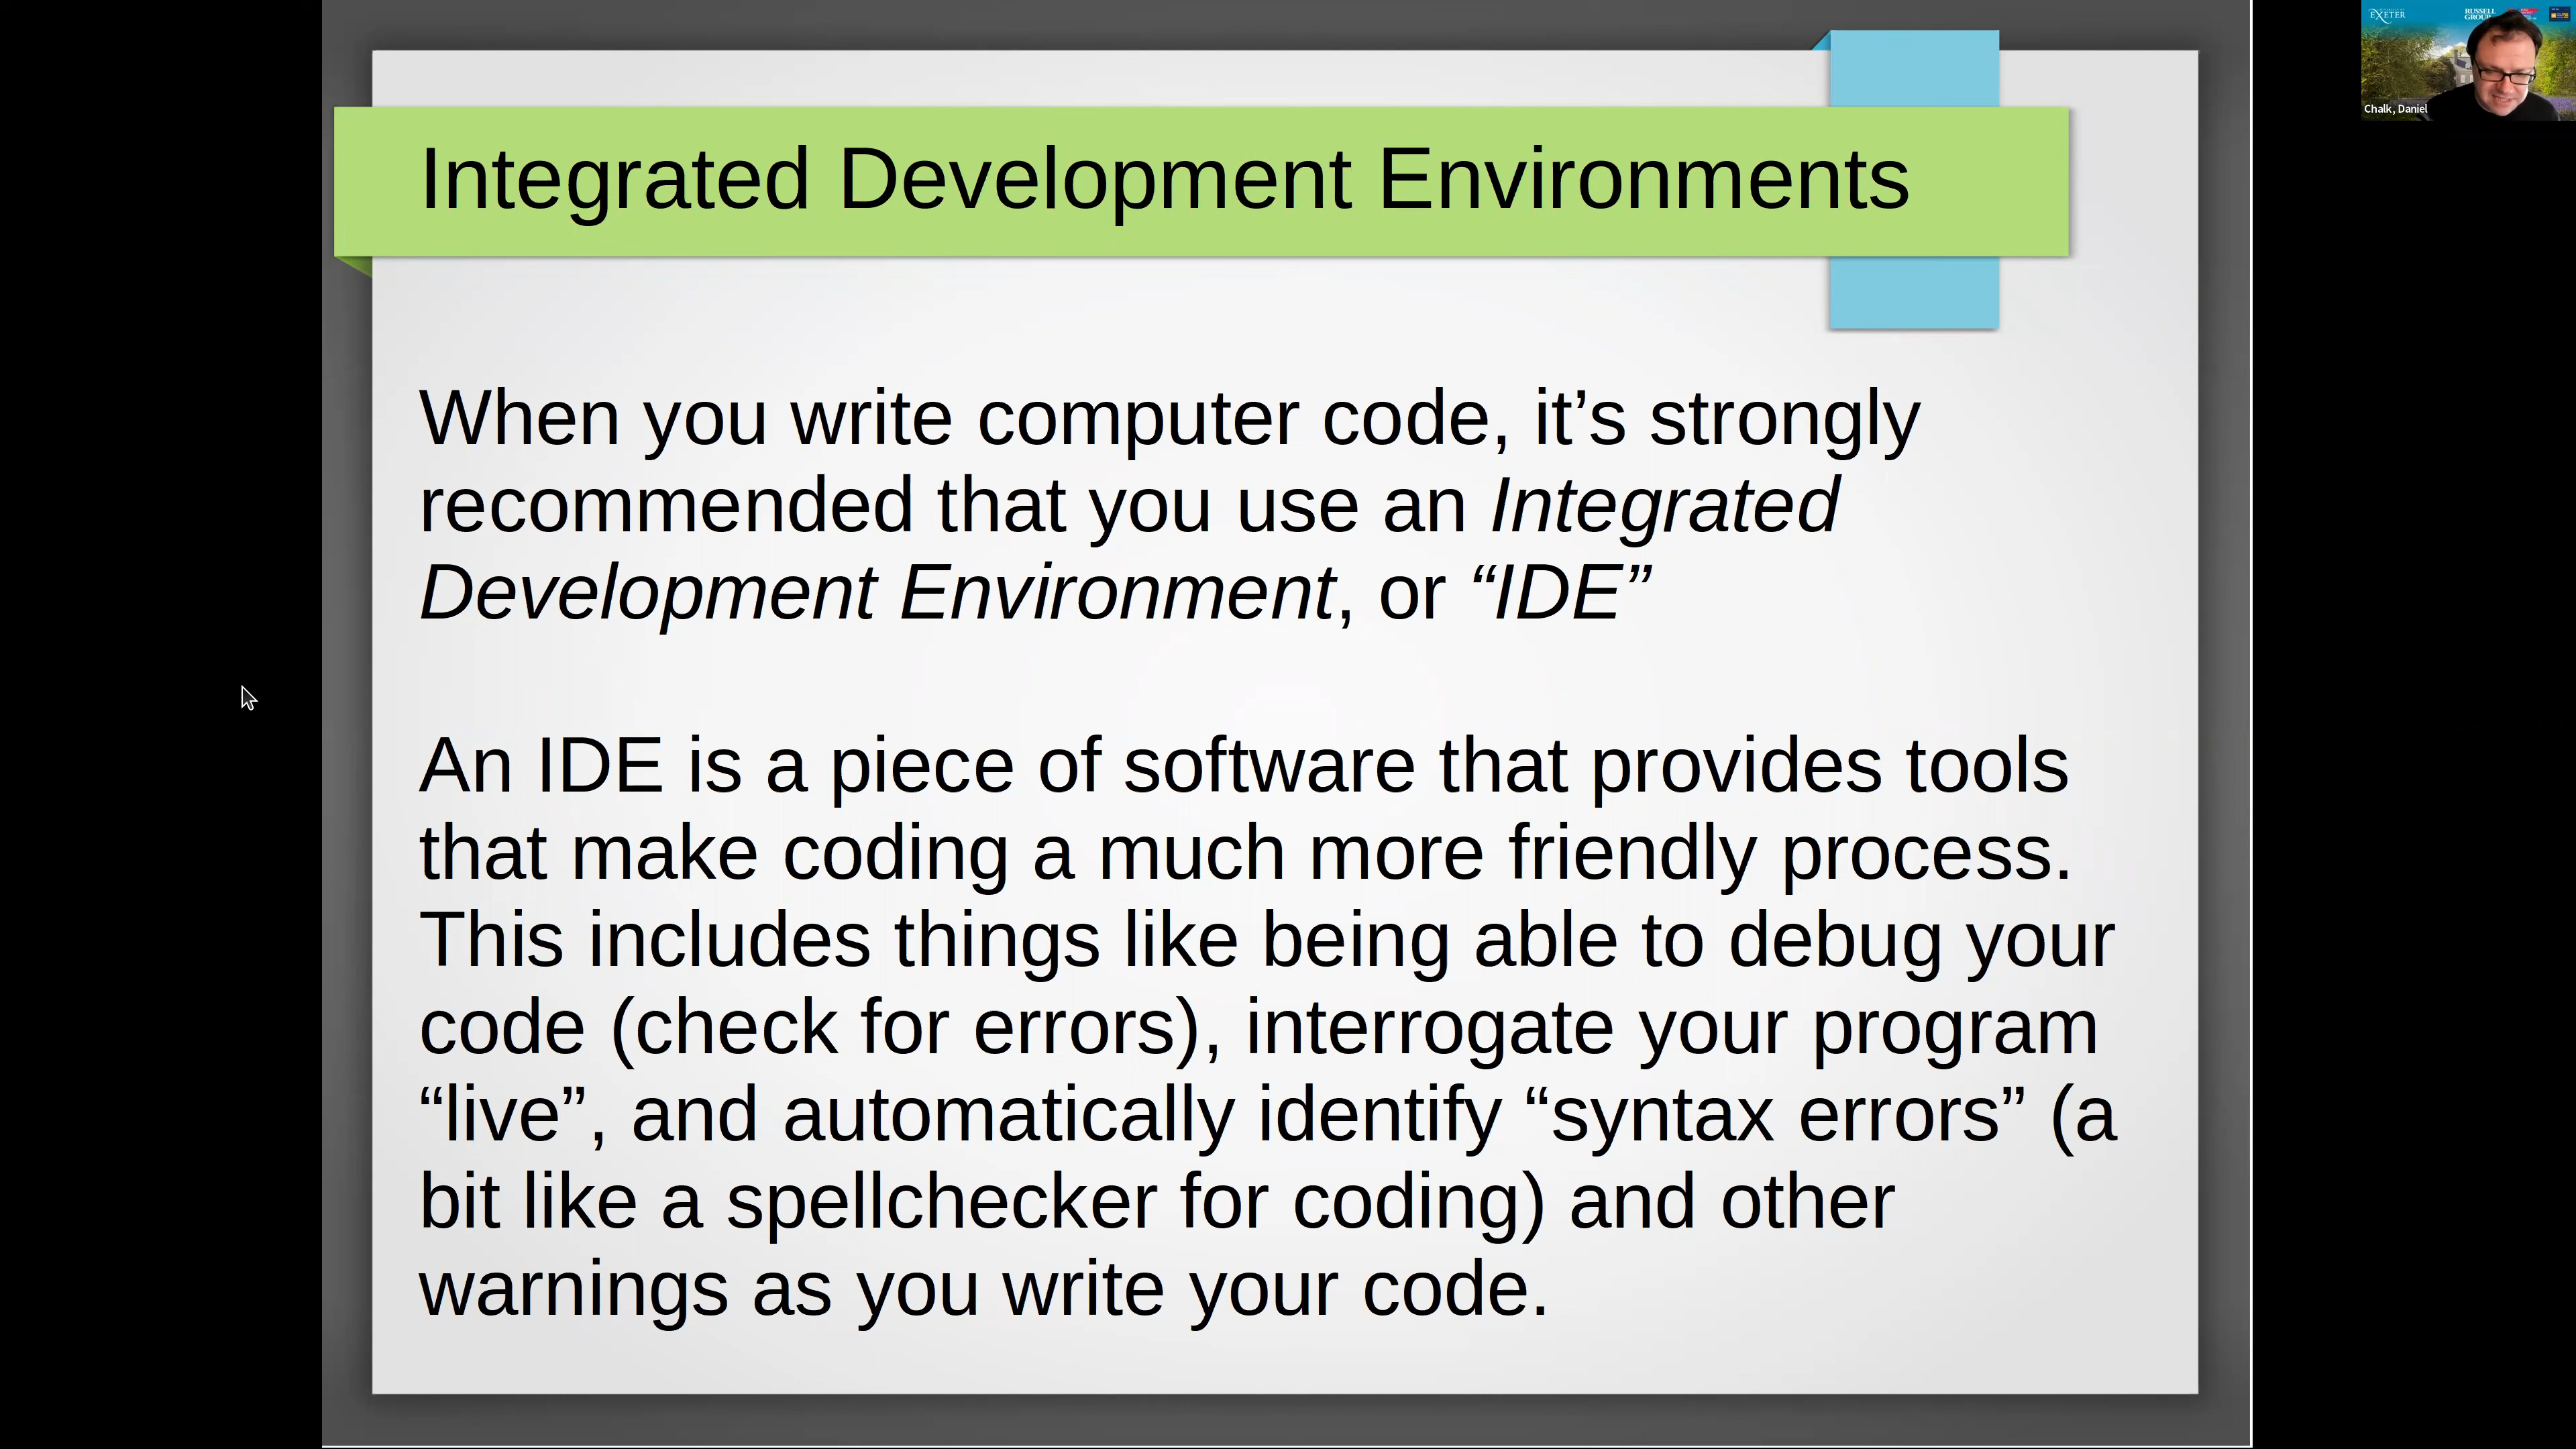 Integrated Development Environments
When you write computer code, it’s strongly
recommended that you use an Integrated
Development Environment, or “IDE”
An IDE is a piece of software that provides tools
that make coding a much more friendly process.
This includes things like being able to debug your
code (check for errors), interrogate your program
“live”, and automatically identify “syntax errors” (a
bit like a spellchecker for coding) and other
warnings as you write your code.
EXETER
RUSSELL
Chalk, Daniel